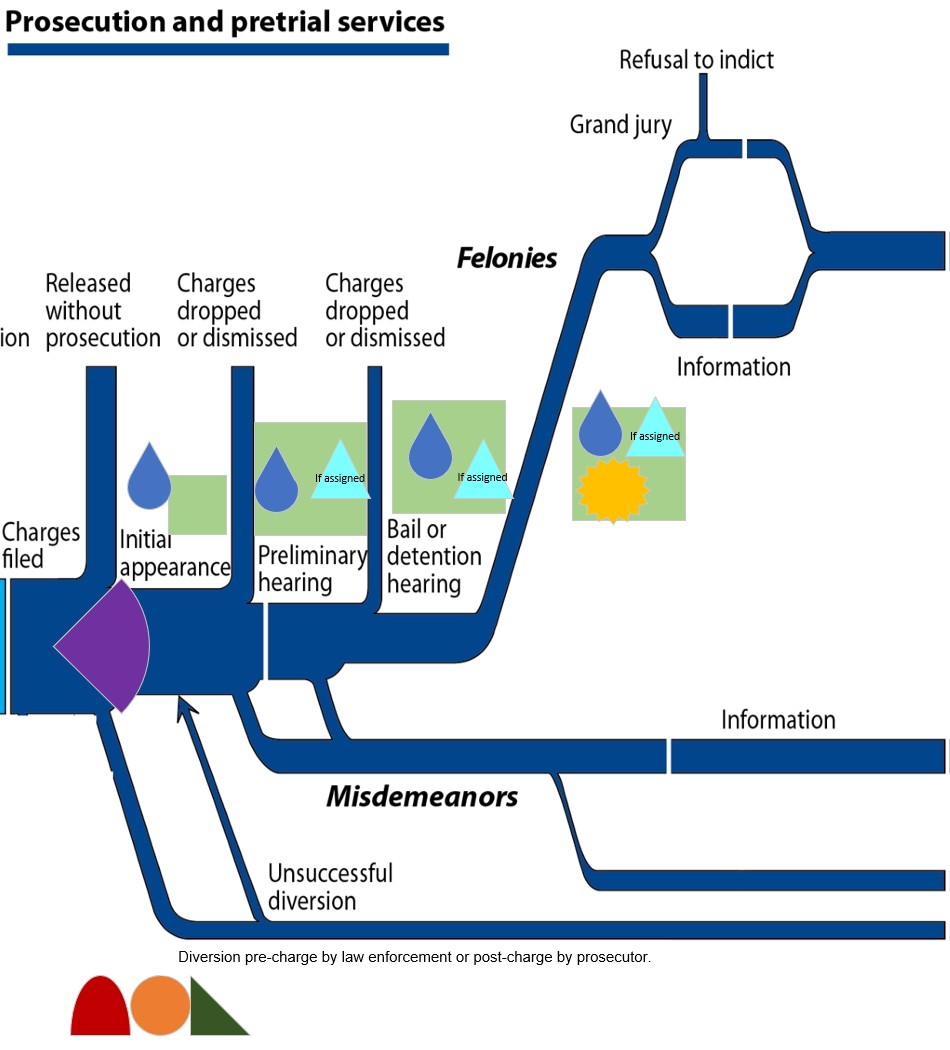 Prosecution and pretrial services
Refusal to indict
Grand jury
Felonies
Information
ion
Released
without
prosecution
Charges
dropped
or dismissed
Charges
dropped
or dismissed
If assigned
If assigned
If assigned
Charges
filed
Initial
appearance
Preliminary
hearing
Bail or
detention
hearing
Information
Misdemeanors
Unsuccessful
diversion
Diversion pre-charge by law enforcement or post-charge by prosecutor.